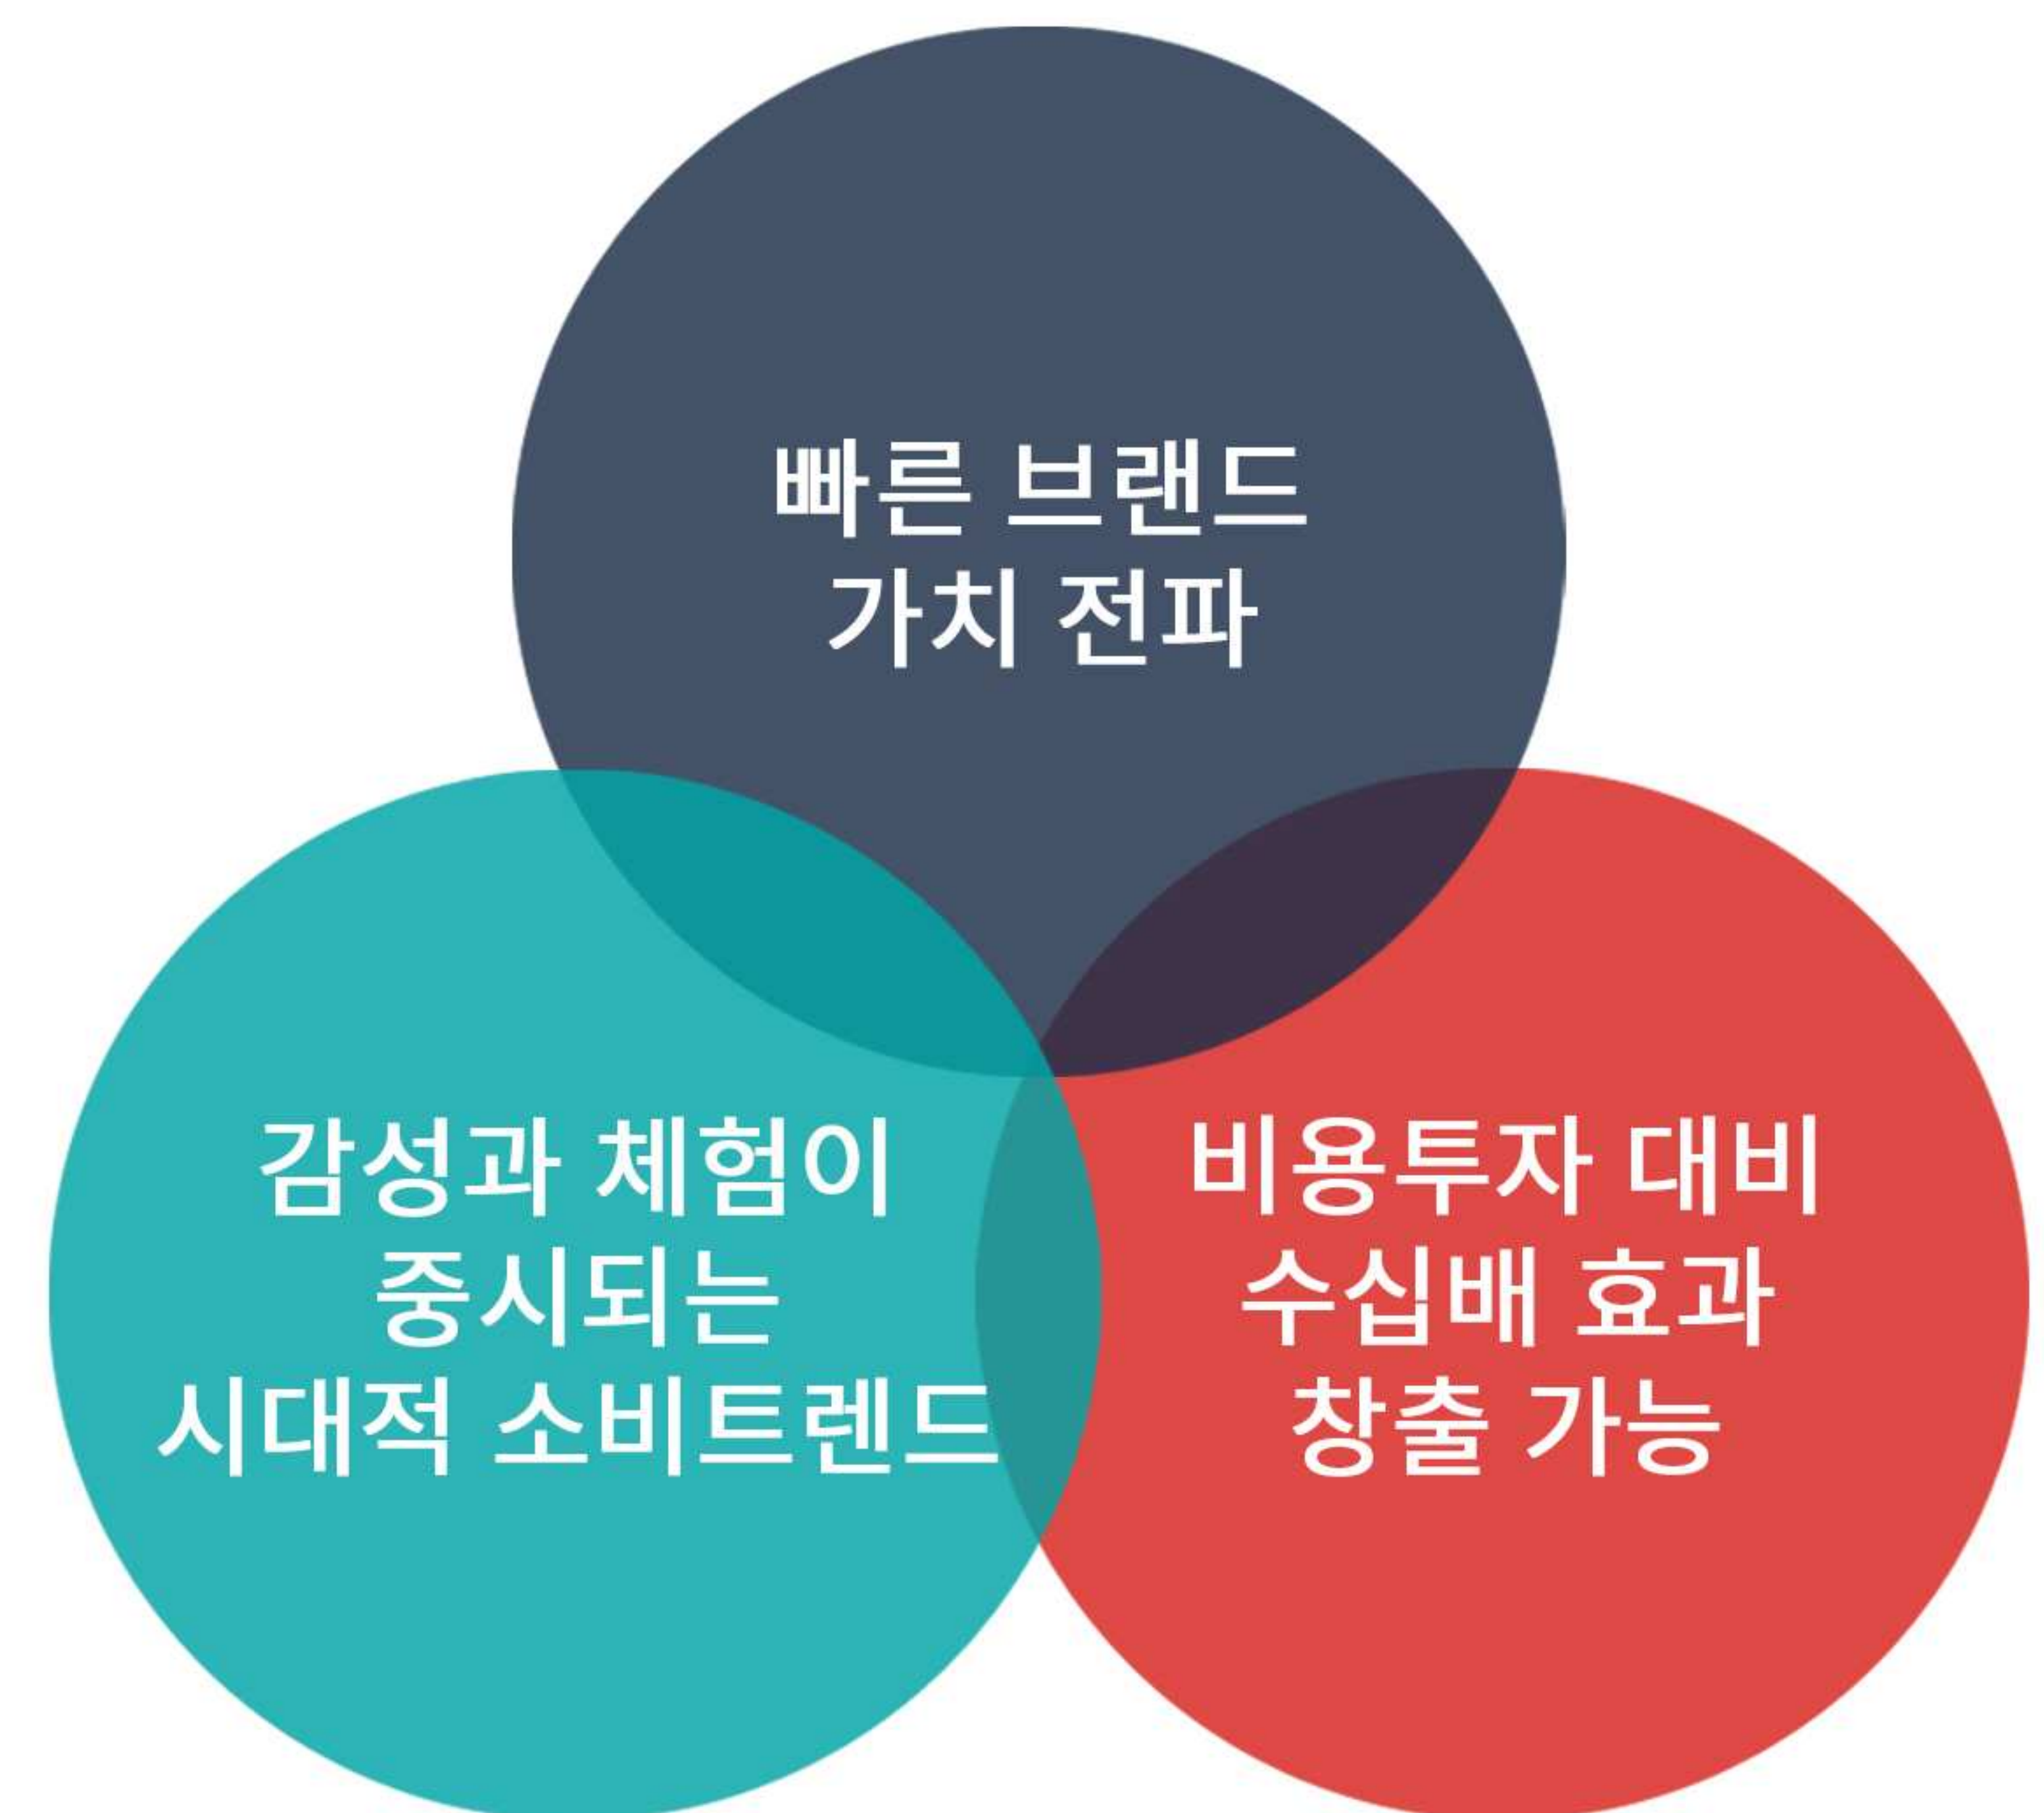 빠른 브랜드
가치 전파
감성과 체험이
중시되는
시대적 소비트렌드
비용투자 대비
수십배 효과
창출 가능